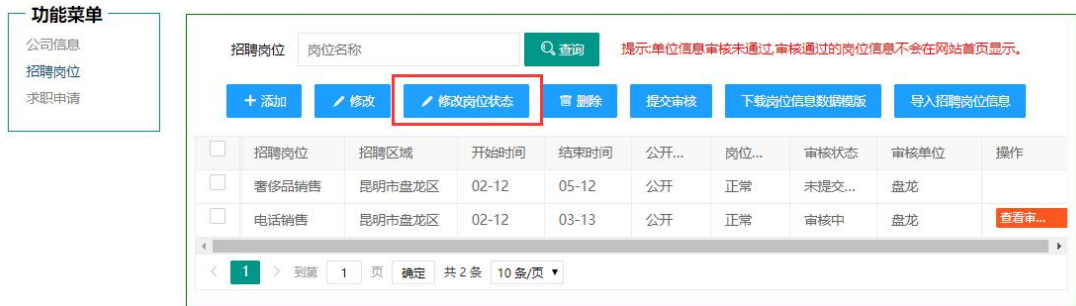 功能菜单
公司信息
招聘岗位
求职申请
招聘岗位 岗位名称 查询 提示:单位信息审核未通过,审核通过的岗位信息不会在网站首页显示。
添加 修改 修改岗位状态 删除 提交审核 下载岗位信息数据模版 导入招聘岗位信息
招聘岗位 招聘区域 开始时间 结束时间 公开... 岗位... 审核状态 审核单位 操作
奢侈品销售 昆明市盘龙区 02-12 05-12 公开 正常 未提交... 盘龙
电话销售 昆明市盘龙区 02-12 03-13 公开 正常 审核中 盘龙 查看审...
< 1 > 到第 1 页 确定 共 2 条 10 条/页